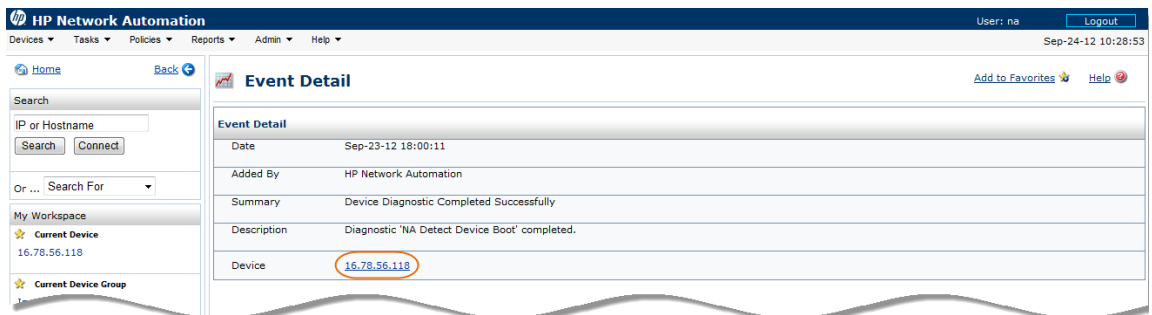 hp HP Network Automation User: na Logout
Devices Tasks Policies Reports Admin Help Sep-24-12 10:28:53
Home Back
Event Detail
Add to Favorites Help
Search
IP or Hostname
Search Connect
Or ... Search For
My Workspace
Current Device
16.78.56.118
Current Device Group
Event Detail
Date Sep-23-12 18:00:11
Added By HP Network Automation
Summary Device Diagnostic Completed Successfully
Description Diagnostic 'NA Detect Device Boot' completed.
Device 16.78.56.118